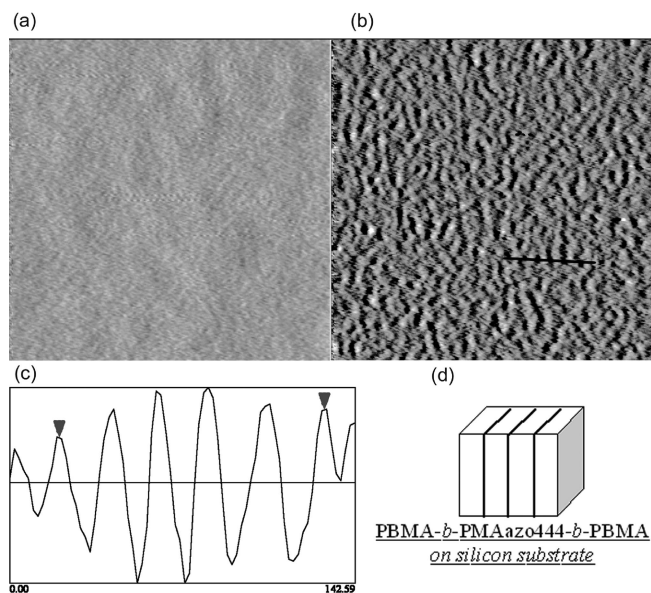 (a)
(b)
(c)
(d)
0.00
142.59
PBMA-b-PMAazo444-b-PBMA
on silicon substrate